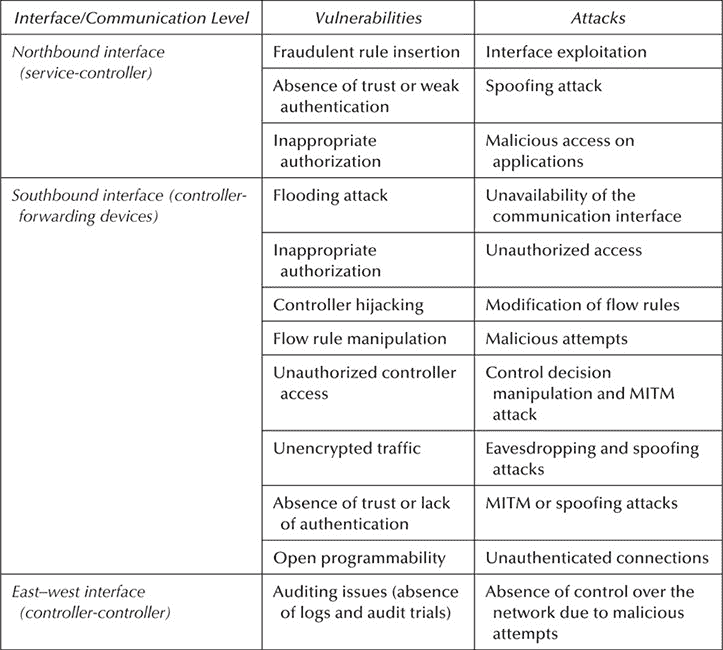 Interface/Communication Level Vulnerabilities Attacks
Northbound interface Fraudulent rule insertion Interface exploitation
(service-controller) Absence of trust or weak Spoofing attack
authentication
Inappropriate Malicious access on
authorization applications
Southbound interface (controller- Flooding attack Unavailability of the
forwarding devices) communication interface
Inappropriate Unauthorized access
authorization
Controller hijacking Modification of flow rules
Flow rule manipulation Malicious attempts
Unauthorized controller Control decision
access manipulation and MITM
attack
Unencrypted traffic Eavesdropping and spoofing
attacks
Absence of trust or lack MITM or spoofing attacks
of authentication
Open programmability Unauthenticated connections
East–west interface Auditing issues (absence Absence of control over the
(controller-controller) of logs and audit trials) network due to malicious
attempts